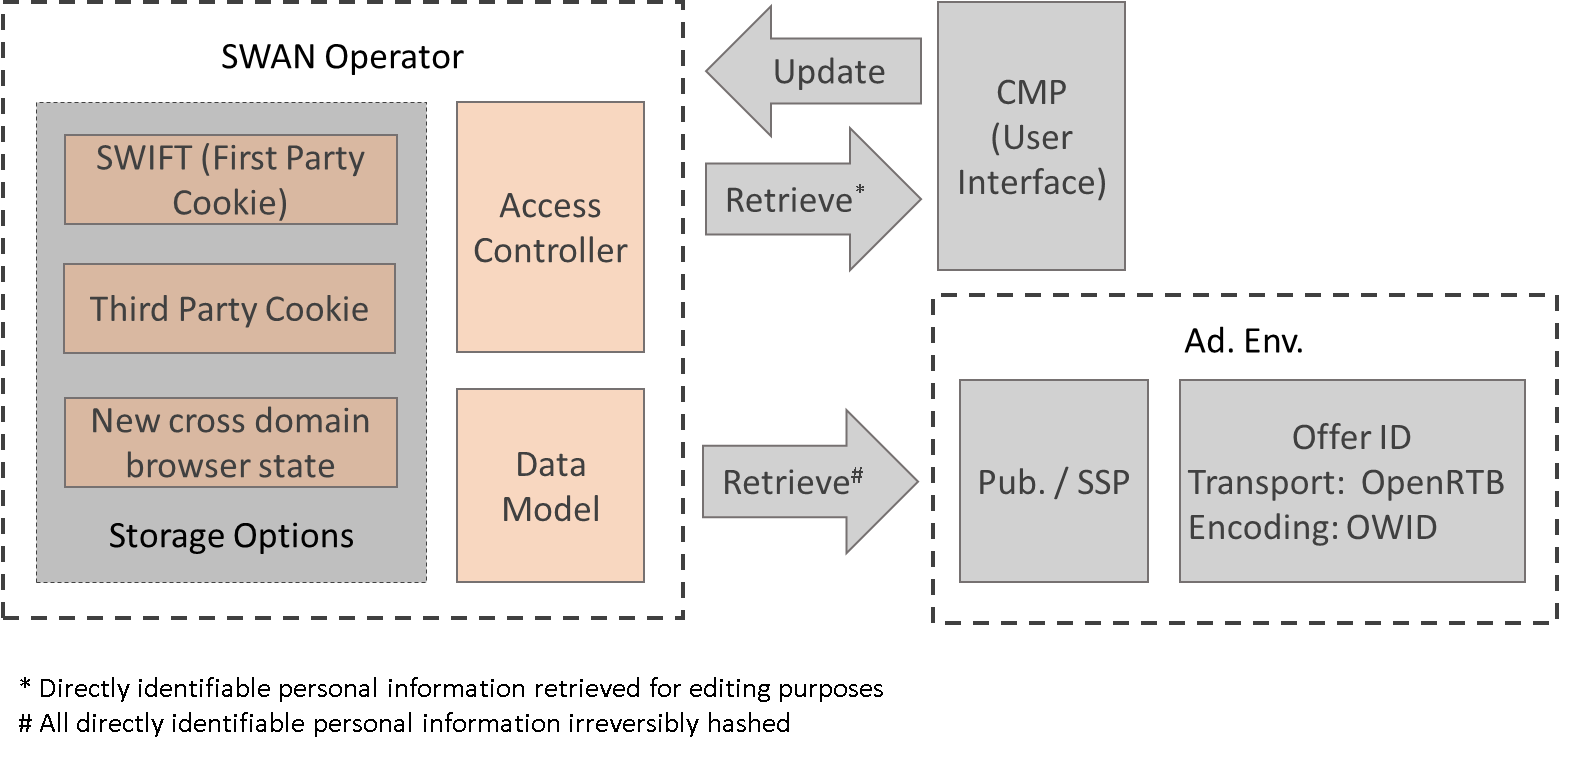 SWAN Operator
SWIFT (First Party
Cookie)
Third Party Cookie
New cross domain
browser state
Storage Options
Access
Controller
Data
Model
Update
Retrieve*
CMP
(User
Interface)
Retrieve#
Ad. Env.
Pub. / SSP
Offer ID
Transport: OpenRTB
Encoding: OWID
* Directly identifiable personal information retrieved for editing purposes
# All directly identifiable personal information irreversibly hashed